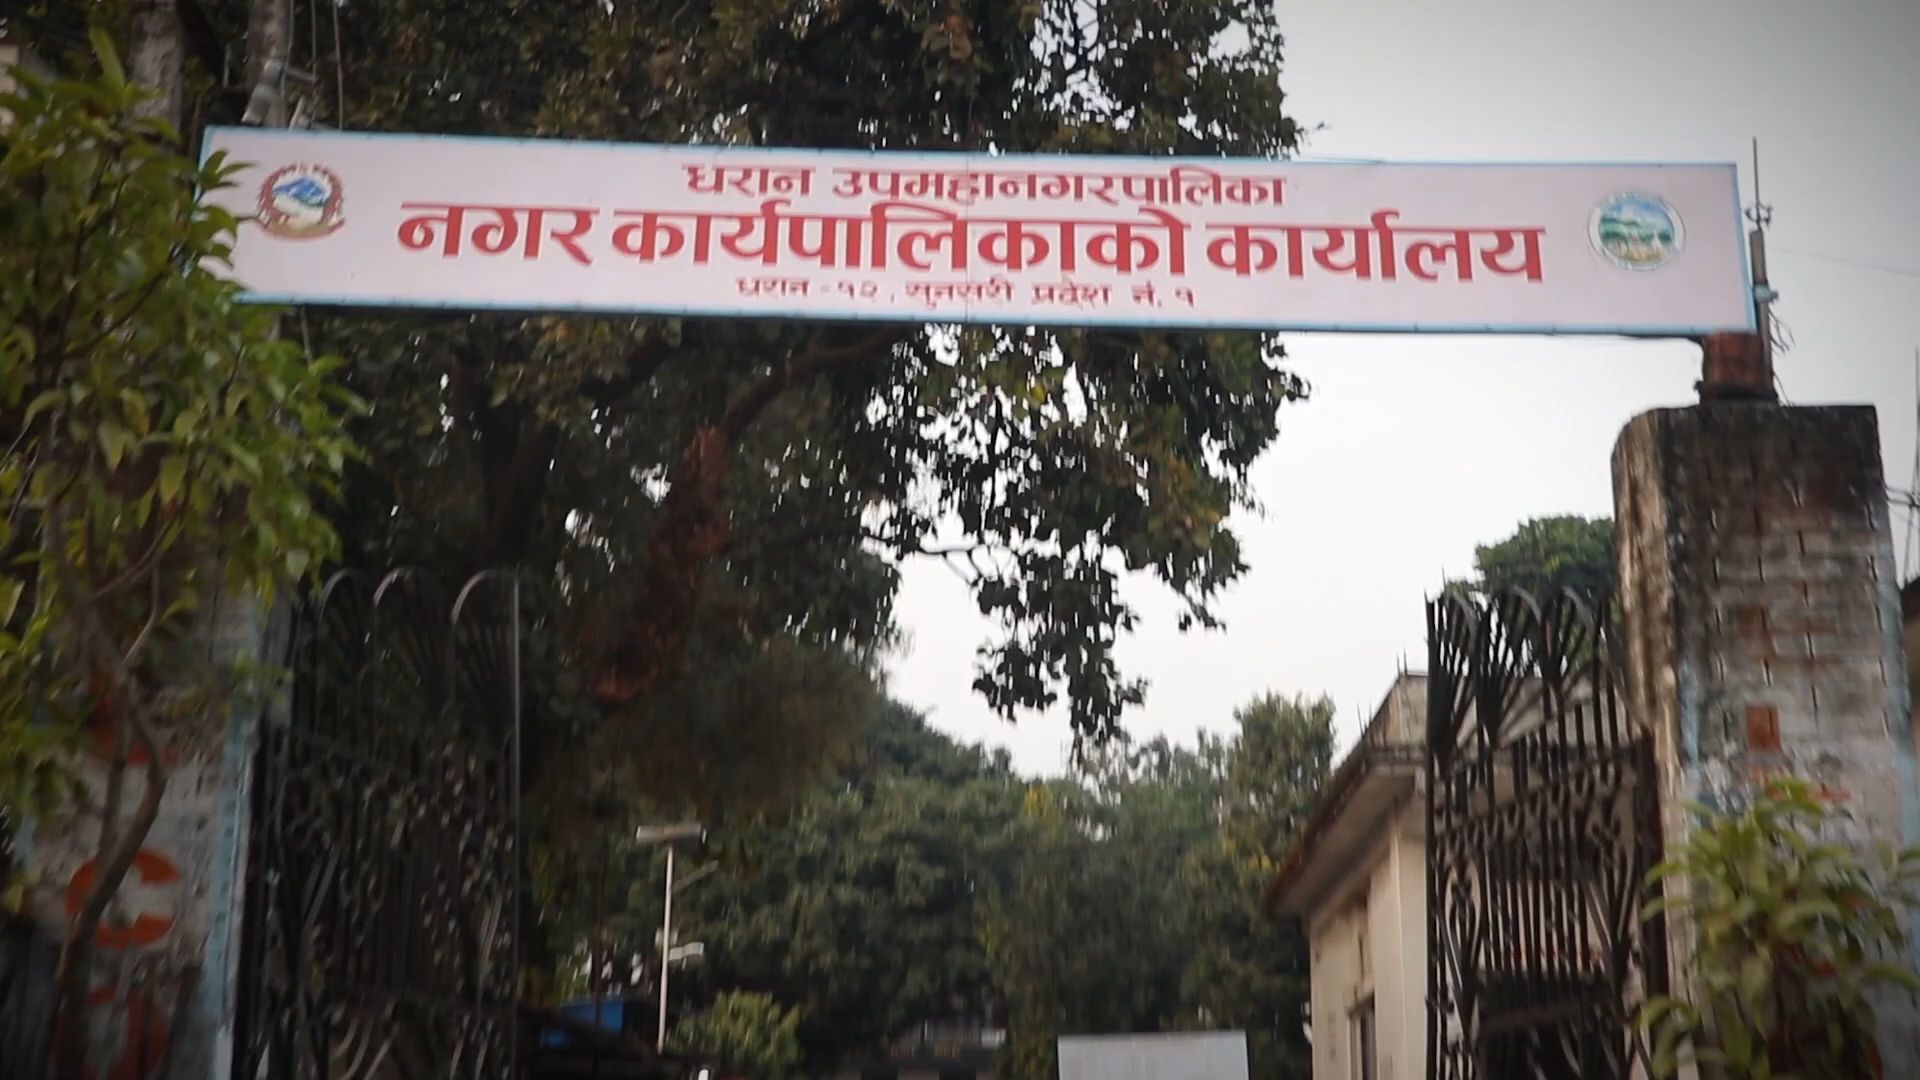 धरान उपमहानगरपालिका
नगर कार्यपालिकाको कार्यालय
धरान - १२, सुनसरी प्रदेश नं. १